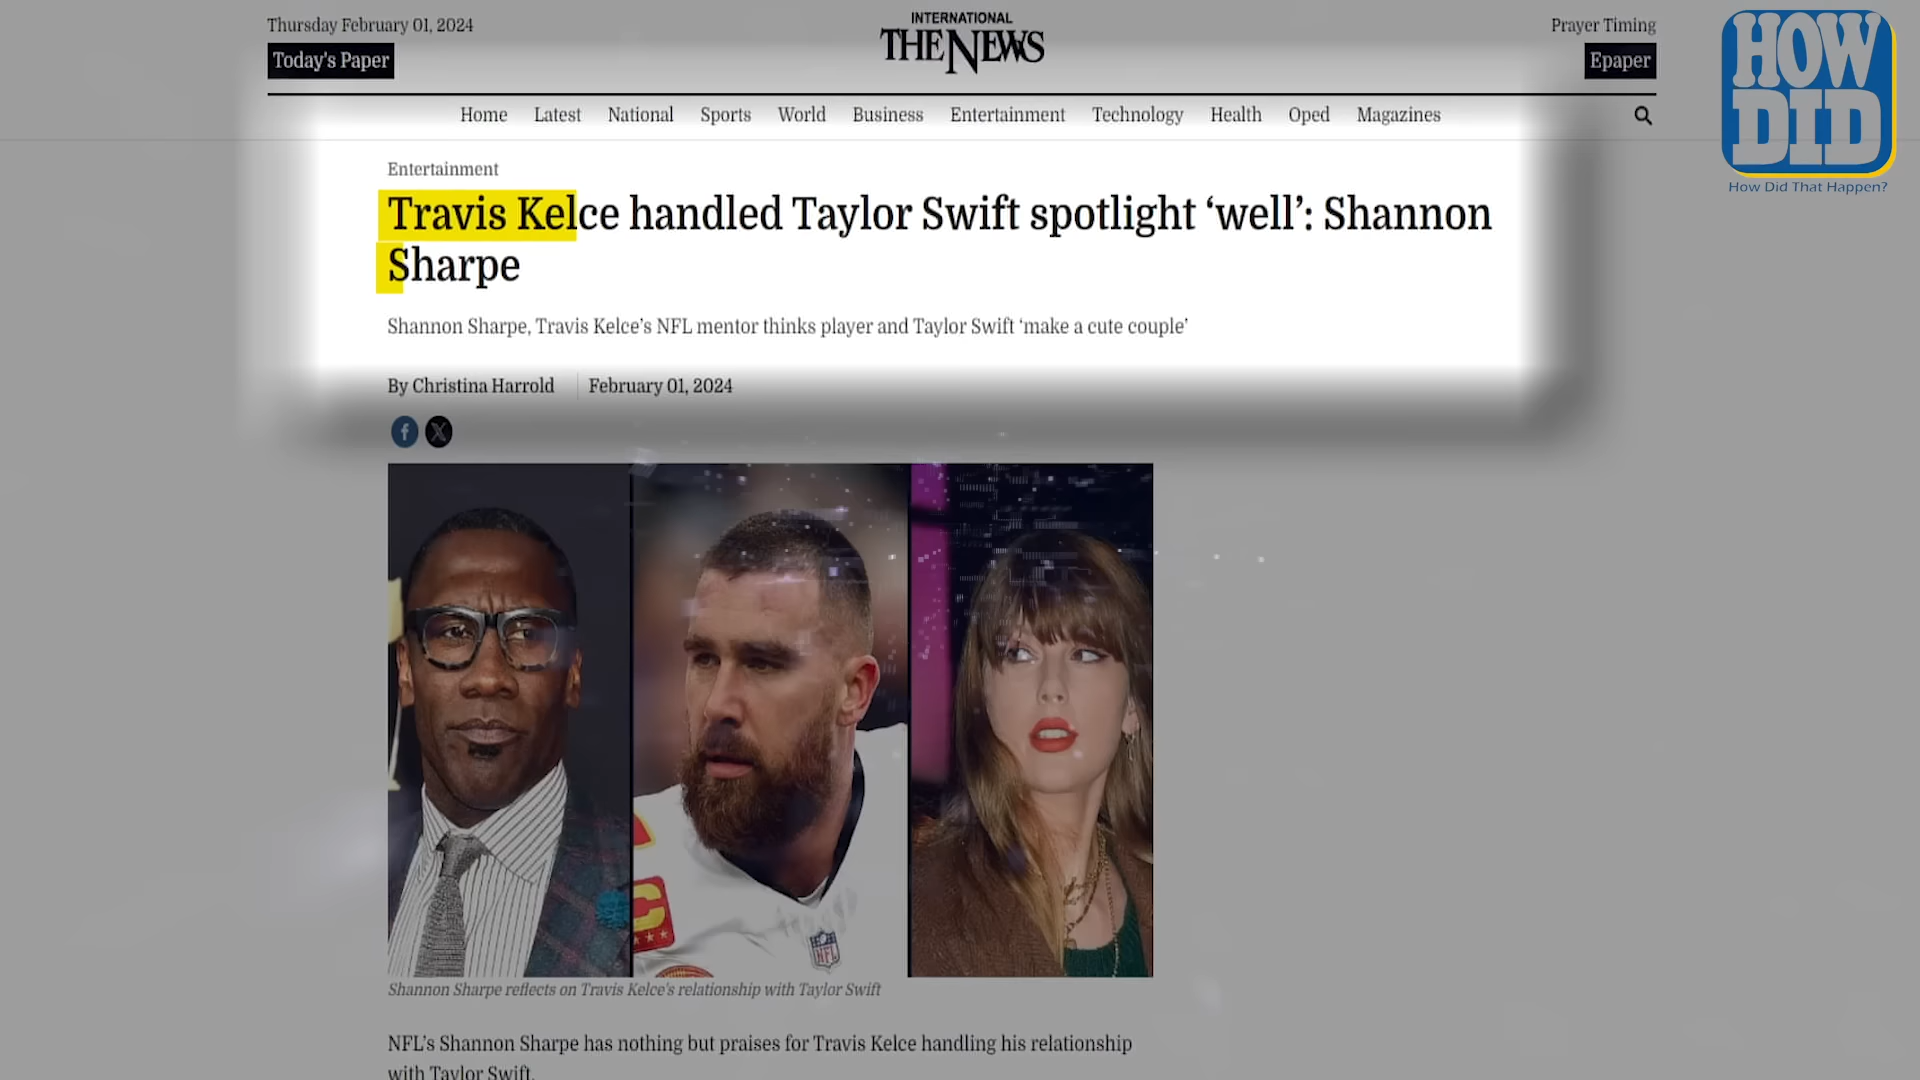 Thursday February 01, 2024
Today's Paper
INTERNATIONAL
THE NEWS
Prayer Timing
Epaper
HOW
DID
How Did That Happen?
Home Latest National Sports World Business Entertainment Technology Health Oped Magazines
Entertainment
Travis Kelce handled Taylor Swift spotlight ‘well’: Shannon
Sharpe
Shannon Sharpe, Travis Kelce’s NFL mentor thinks player and Taylor Swift ‘make a cute couple’
By Christina Harrold February 01, 2024
f X
C
NFL
Shannon Sharpe reflects on Travis Kelce's relationship with Taylor Swift
NFL’s Shannon Sharpe has nothing but praises for Travis Kelce handling his relationship
with Taylor Swift.